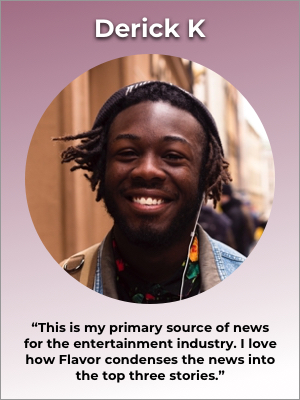 Derick K
“This is my primary source of news
for the entertainment industry. I love
how Flavor condenses the news into
the top three stories.”